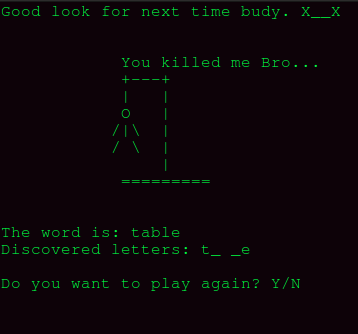 Good look for next time budy. X__X
You killed me Bro...
+---+
|   |
O   |
/|\  |
/ \  |
|
=========
The word is: table
Discovered letters: t_ _e
Do you want to play again? Y/N